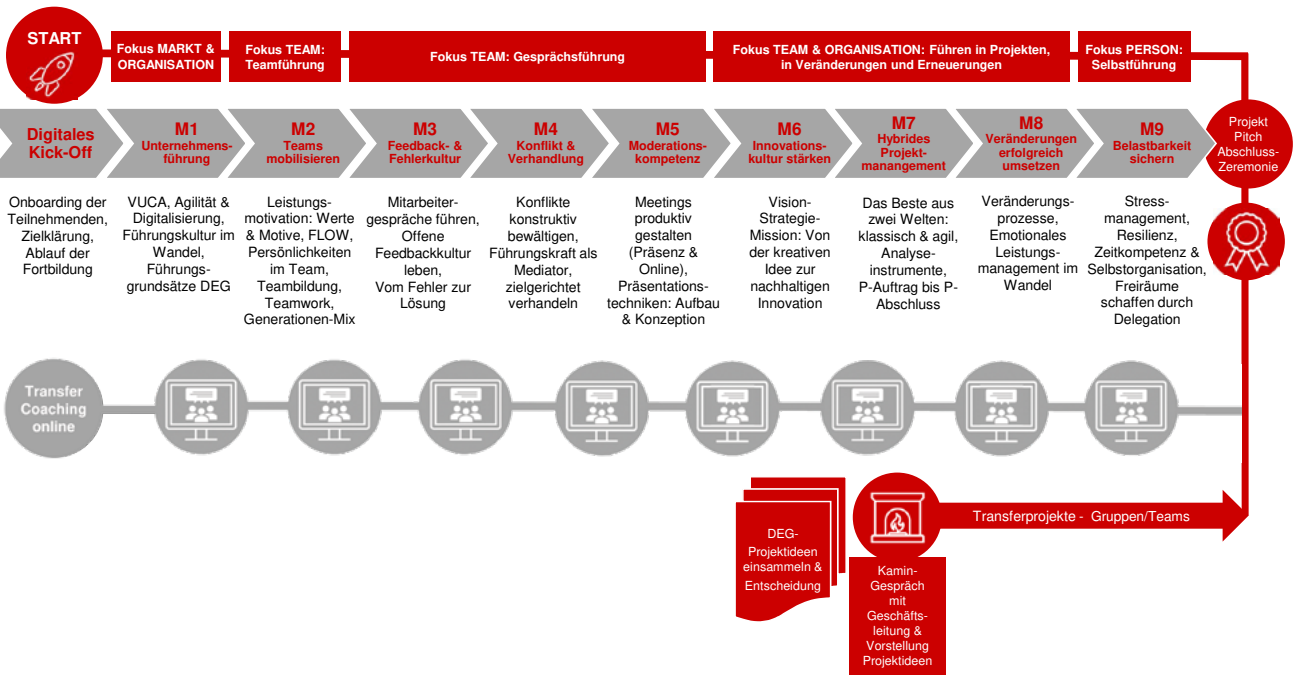 START
Fokus MARKT &
ORGANISATION
Fokus TEAM:
Teamführung
Fokus TEAM: Gesprächsführung
Fokus TEAM & ORGANISATION: Führen in Projekten,
in Veränderungen und Erneuerungen
Fokus PERSON:
Selbstführung
Digitales
Kick-Off
M1
Unternehmens-
führung
M2
Teams
mobilisieren
M3
Feedback- &
Fehlerkultur
M4
Konflikt &
Verhandlung
M5
Moderations-
kompetenz
M6
Innovations-
kultur stärken
M7
Hybrides
Projekt-
manangement
M8
Veränderungen
erfolgreich
umsetzen
M9
Belastbarkeit
sichern
Projekt
Pitch
Abschluss-
Zeremonie
Onboarding der
Teilnehmenden,
Zielklärung,
Ablauf der
Fortbildung
VUCA, Agilität &
Digitalisierung,
Führungskultur im
Wandel,
Führungs-
grundsätze DEG
Leistungs-
motivation: Werte
& Motive, FLOW,
Persönlichkeiten
im Team,
Teambildung,
Teamwork,
Generationen-Mix
Mitarbeiter-
gespräche führen,
Offene
Feedbackkultur
leben,
Vom Fehler zur
Lösung
Konflikte
konstruktiv
bewältigen,
Führungskraft als
Mediator,
zielgerichtet
verhandeln
Meetings
produktiv
gestalten
(Präsenz &
Online),
Präsentations-
techniken: Aufbau
& Konzeption
Vision-
Strategie-
Mission: Von
der kreativen
Idee zur
nachhaltigen
Innovation
Das Beste aus
zwei Welten:
klassisch & agil,
Analyse-
instrumente,
P-Auftrag bis P-
Abschluss
Veränderungs-
prozesse,
Emotionales
Leistungs-
management im
Wandel
Stress-
management,
Resilienz,
Zeitkompetenz &
Selbstorganisation,
Freiräume
schaffen durch
Delegation
Transfer
Coaching
online
DEG-
Projektideen
einsammeln &
Entscheidung
Kamin-
Gespräch
mit
Geschäfts-
leitung &
Vorstellung
Projektideen
Transferprojekte - Gruppen/Teams